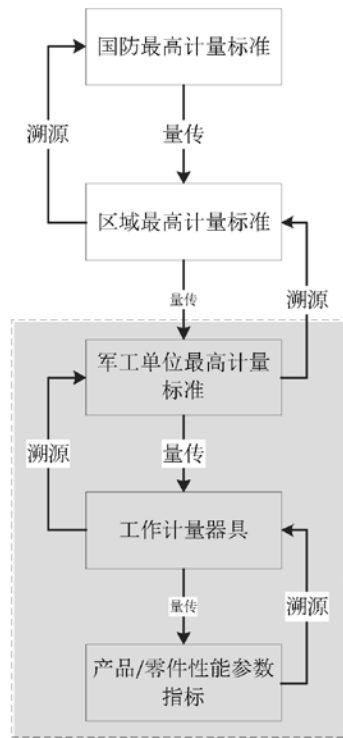 国防最高计量标准
溯源
量传
区域最高计量标准
量传
溯源
军工单位最高计量
标准
溯源
量传
工作计量器具
量传
溯源
产品/零件性能参数
指标